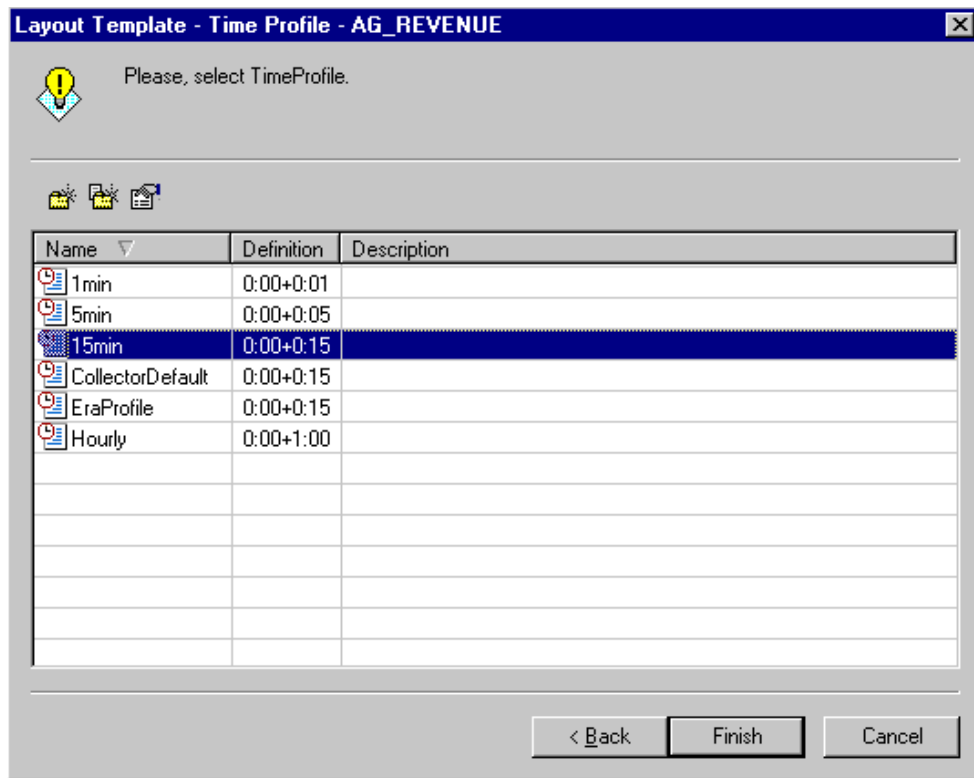 Layout Template - Time Profile - AG_REVENUE
Please, select TimeProfile.
Name Definition Description
1min 0:00+0:01
5min 0:00+0:05
15min 0:00+0:15
CollectorDefault 0:00+0:15
EraProfile 0:00+0:15
Hourly 0:00+1:00
< Back Finish Cancel